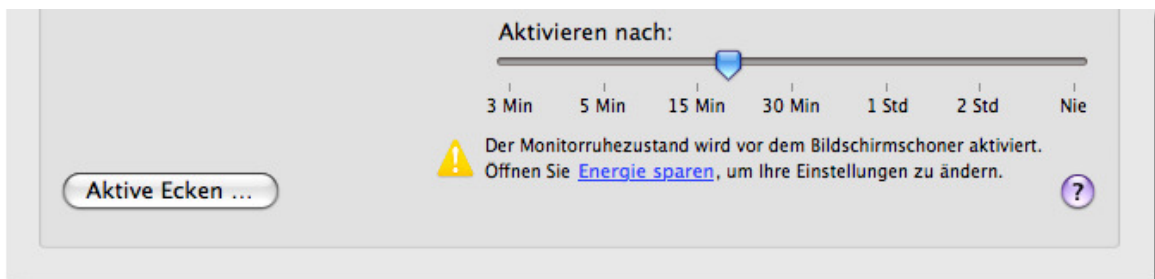 Aktivieren nach:
3 Min 5 Min 15 Min 30 Min 1 Std 2 Std Nie
Der Monitorruhezustand wird vor dem Bildschirmschoner aktiviert.
Öffnen Sie Energie sparen, um Ihre Einstellungen zu ändern.
Aktive Ecken ...
?